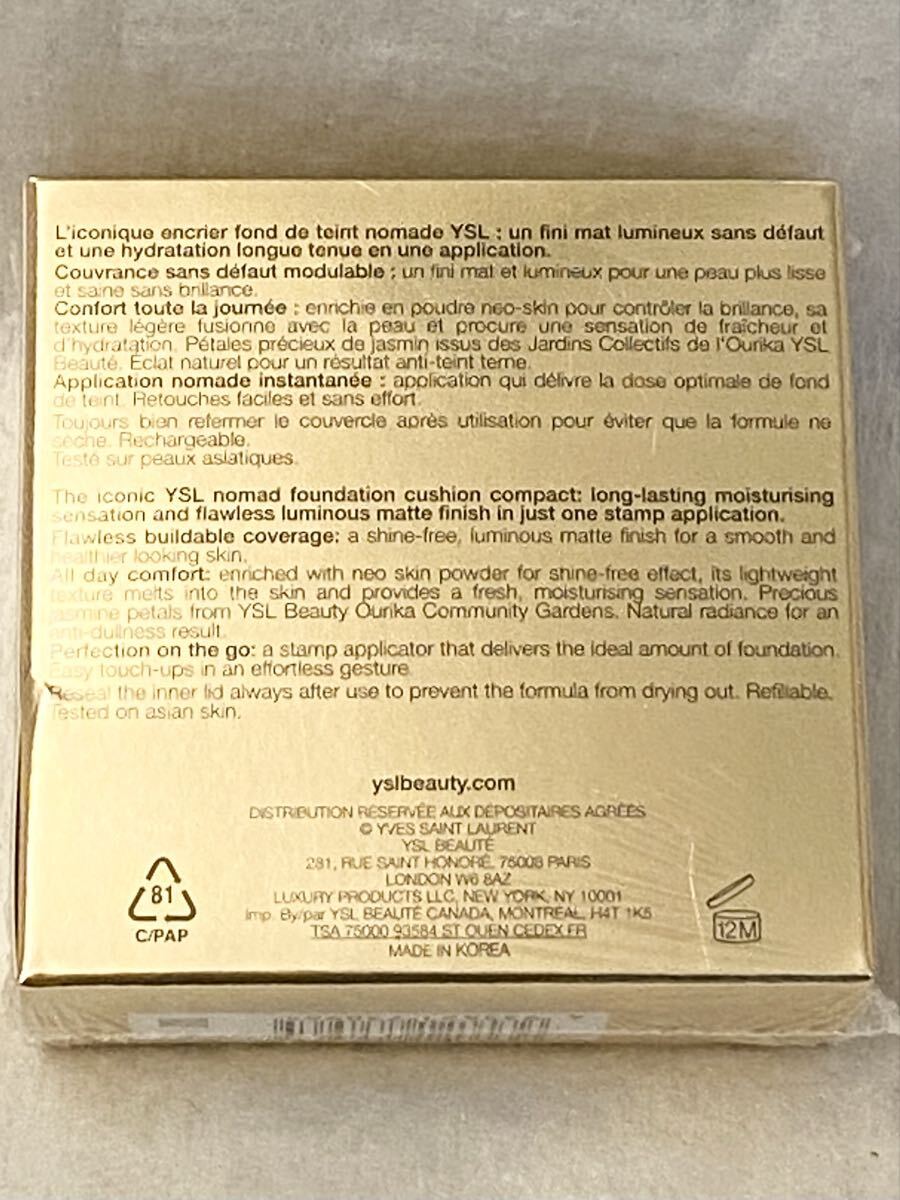 L'iconique encrier fond de teint nomade YSL : un fini mat lumineux sans défaut
et une hydratation longue tenue en une application.
Couvrance sans défaut modulable : un fini mat et lumineux pour une peau plus lisse
et saine sans brillance.
Confort toute la journée : enrichie en poudre neo-skin pour contrôler la brillance, sa
texture légère fusionne avec la peau et procure une sensation de fraîcheur et
d'hydratation. Pétales précieux de jasmin issus des Jardins Collectifs de l'Ourika YSL
Beauté. Eclat naturel pour un résultat anti-teint terne.
Application nomade instantanée : application qui délivre la dose optimale de fond
de teint. Retouches faciles et sans effort.
Toujours bien refermer le couvercle après utilisation pour éviter que la formule ne
sèche. Rechargeable.
Testé sur peaux asiatiques.
The iconic YSL nomad foundation cushion compact: long-lasting moisturising
sensation and flawless luminous matte finish in just one stamp application.
Flawless buildable coverage: a shine-free, luminous matte finish for a smooth and
healthier looking skin.
All day comfort: enriched with neo skin powder for shine-free effect, its lightweight
texture melts into the skin and provides a fresh, moisturising sensation. Precious
jasmine petals from YSL Beauty Ourika Community Gardens. Natural radiance for an
anti-dullness result.
Perfection on the go: a stamp applicator that delivers the ideal amount of foundation.
Easy touch-ups in an effortless gesture.
Reseal the inner lid always after use to prevent the formula from drying out. Refillable.
Tested on asian skin.
yslbeauty.com
DISTRIBUTION RÉSERVÉE AUX DÉPOSITAIRES AGRÉÉS
© YVES SAINT LAURENT
YSL BEAUTÉ
281, RUE SAINT HONORÉ, 75008 PARIS
LONDON W6 8AZ
LUXURY PRODUCTS LLC, NEW YORK, NY 10001
Imp. By/par YSL BEAUTÉ CANADA, MONTRÉAL, H4T 1K5
TSA 75000 93584 ST OUEN CEDEX FR
MADE IN KOREA
81
C/PAP
12M